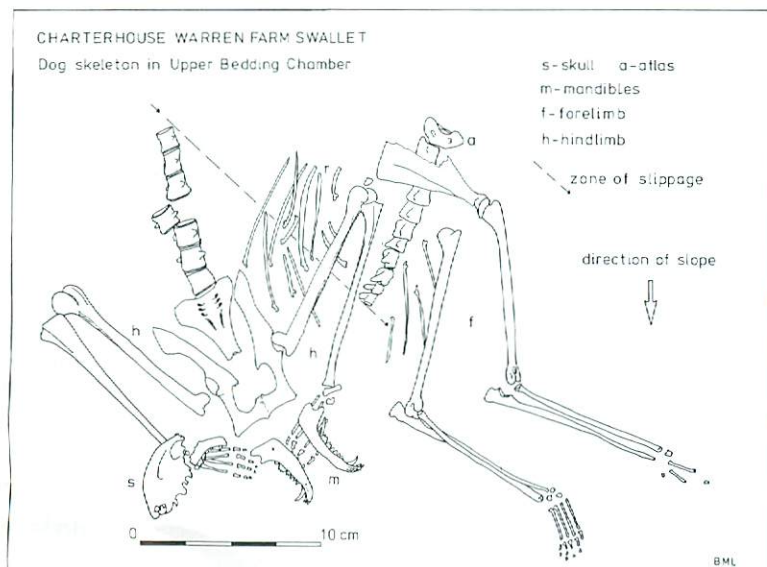 CHARTERHOUSE WARREN FARM SWALLET
Dog skeleton in Upper Bedding Chamber
s-skull a-atlas
m-mandibles
f-forelimb
h-hindlimb
zone of slippage
direction of slope
a
r
h
h
f
s
m
0 10 cm
BML